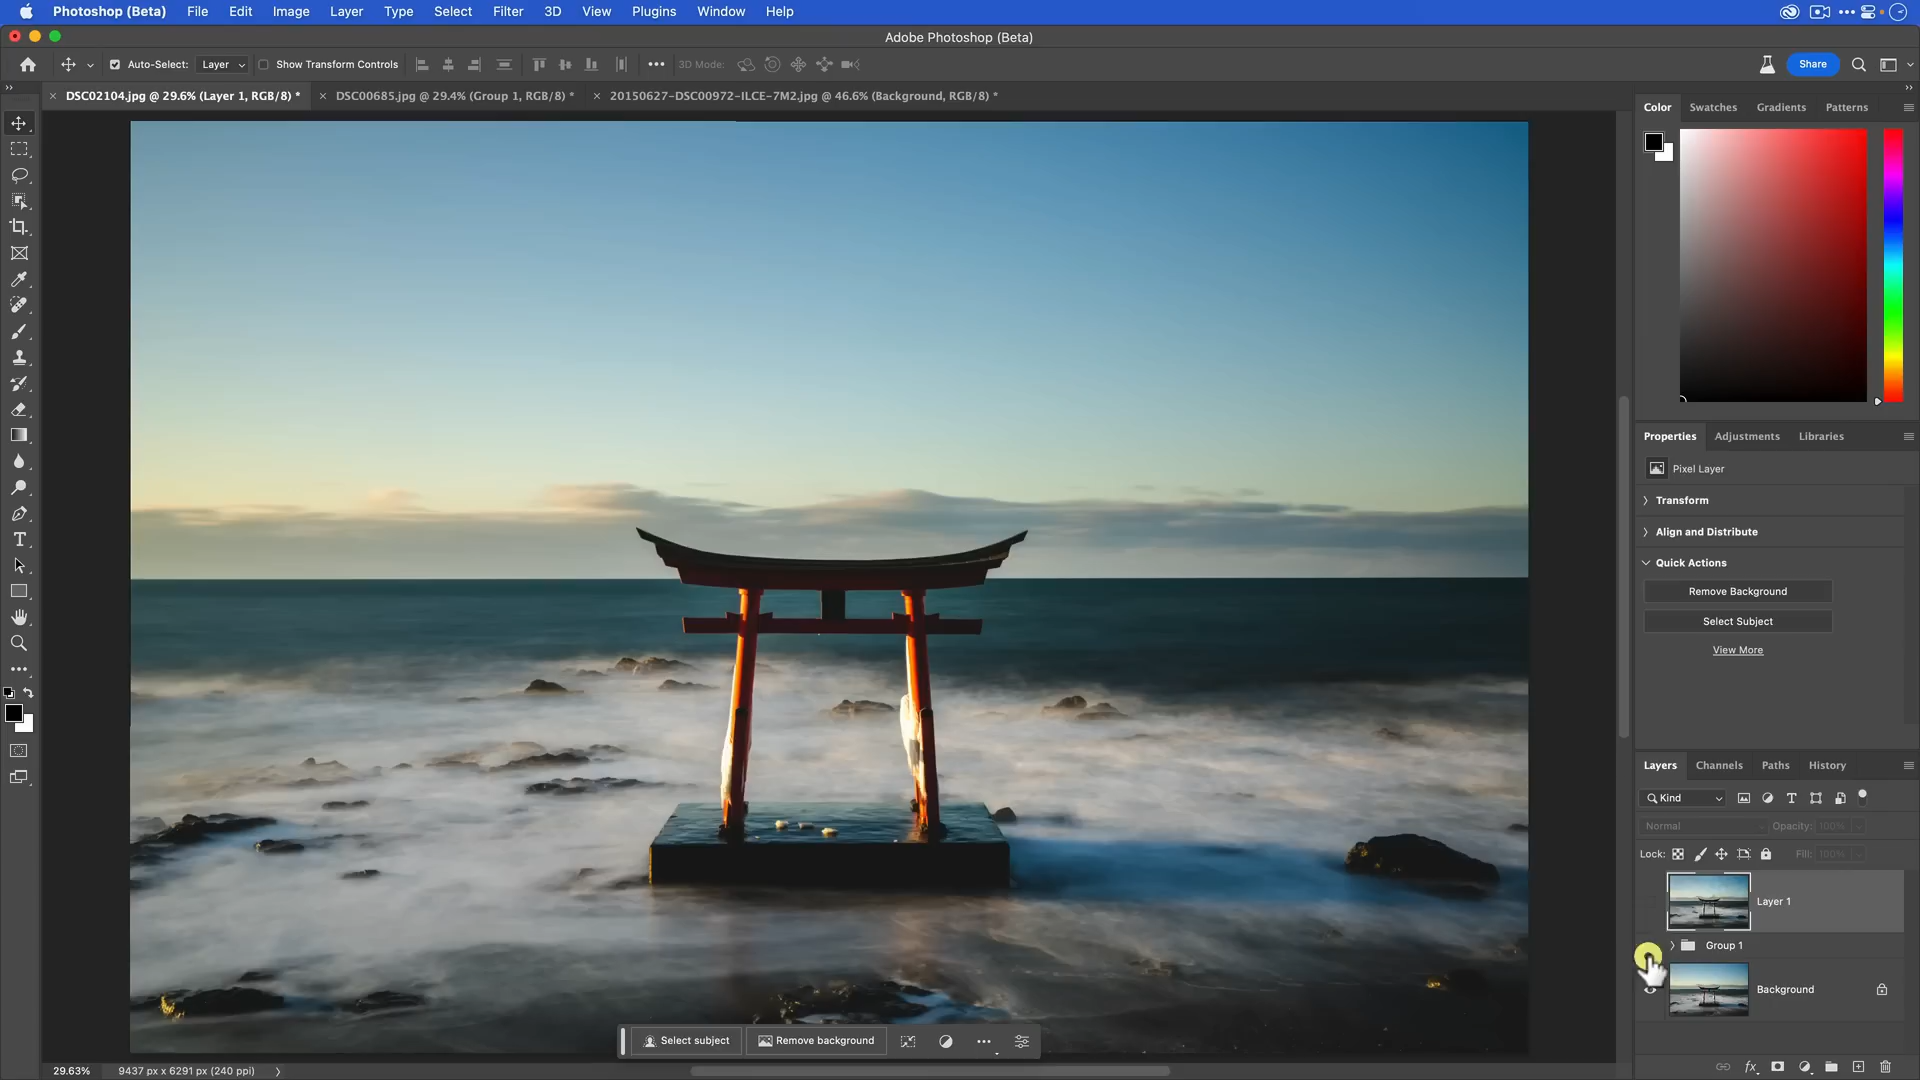 Photoshop (Beta) File Edit Image Layer Type Select Filter 3D View Plugins Window Help
Adobe Photoshop (Beta)
Auto-Select: Layer Show Transform Controls 3D Mode: Share
DSC02104.jpg @ 29.6% (Layer 1, RGB/8) * DSC00685.jpg @ 29.4% (Group 1, RGB/8) * 20150627-DSC00972-ILCE-7M2.jpg @ 46.6% (Background, RGB/8) *
Color Swatches Gradients Patterns
Properties Adjustments Libraries
Pixel Layer
Transform
Align and Distribute
Quick Actions
Remove Background
Select Subject
View More
Layers Channels Paths History
Kind
Normal Opacity: 100%
Lock: Fill: 100%
Layer 1
Group 1
Background
Select subject Remove background
29.63% 9437 px x 6291 px (240 ppi)